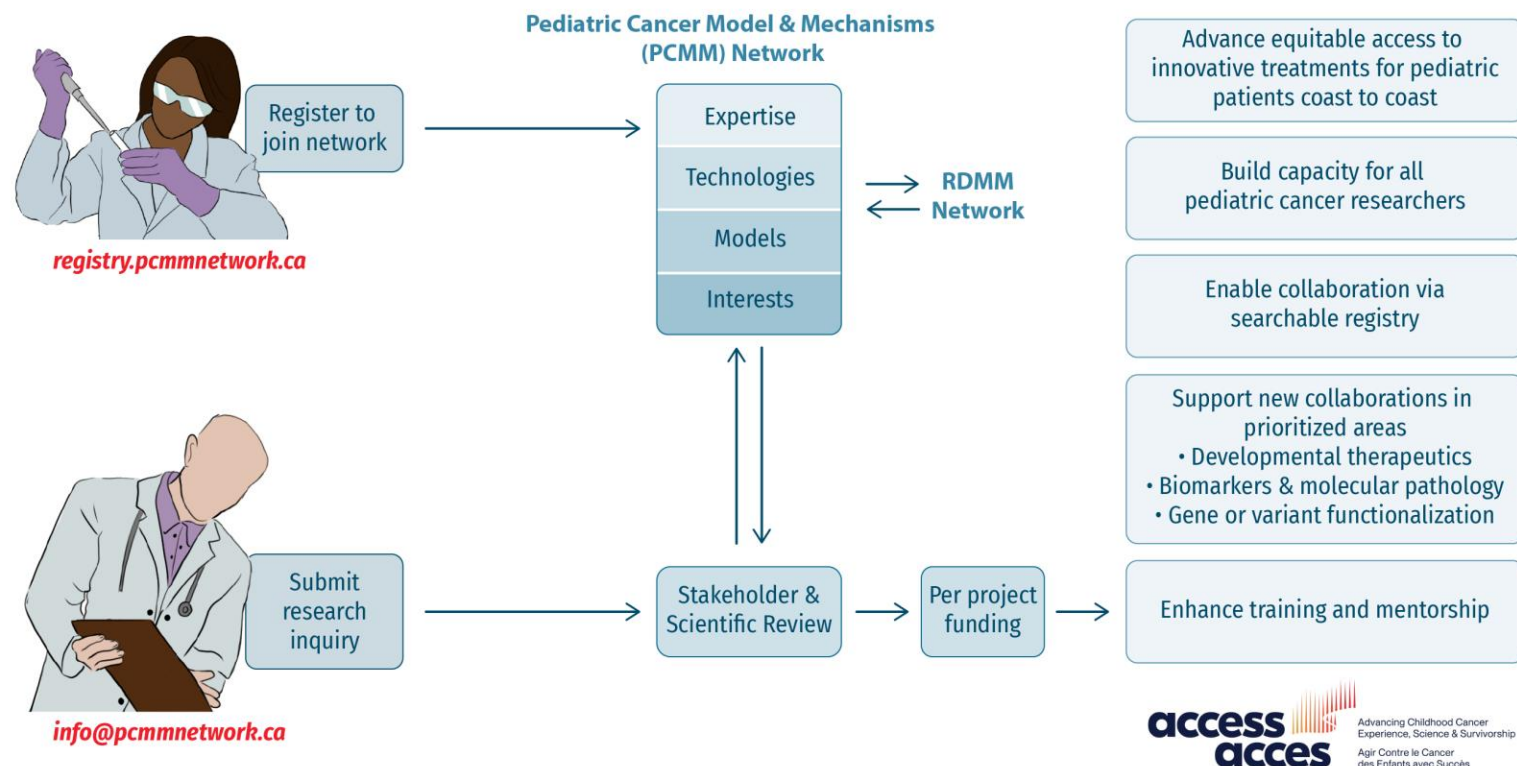 Pediatric Cancer Model & Mechanisms
(PCMM) Network
Register to
join network
registry.pcmmnetwork.ca
Expertise
Technologies
Models
Interests
RDMM
Network
Submit
research
inquiry
info@pcmmnetwork.ca
Stakeholder &
Scientific Review
Per project
funding
Advance equitable access to
innovative treatments for pediatric
patients coast to coast
Build capacity for all
pediatric cancer researchers
Enable collaboration via
searchable registry
Support new collaborations in
prioritized areas
• Developmental therapeutics
• Biomarkers & molecular pathology
• Gene or variant functionalization
Enhance training and mentorship
access
acces
Advancing Childhood Cancer
Experience, Science & Survivorship
Agir Contre le Cancer
des Enfants avec Succès